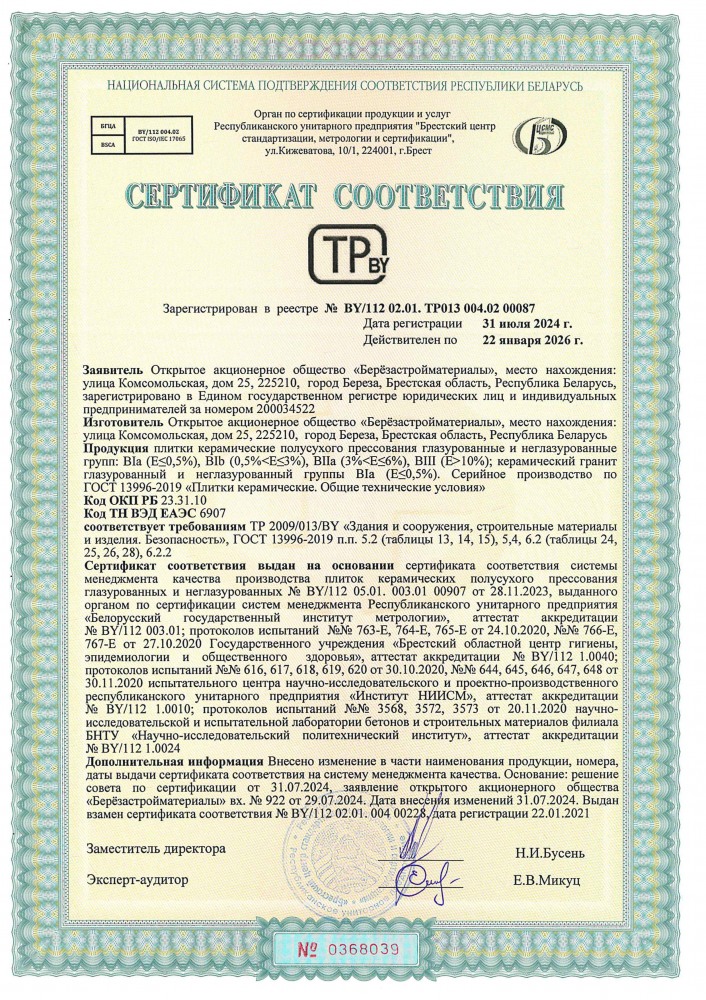 НАЦИОНАЛЬНАЯ СИСТЕМА ПОДТВЕРЖДЕНИЯ СООТВЕТСТВИЯ РЕСПУБЛИКИ БЕЛАРУСЬ
БГЦА
BSCA
BY/112 004.02
ГОСТ ISO/IEC 17065
Орган по сертификации продукции и услуг
Республиканского унитарного предприятия "Брестский центр
стандартизации, метрологии и сертификации",
ул.Кижеватова, 10/1, 224001, г.Брест
ЦСМС
СЕРТИФИКАТ СООТВЕТСТВИЯ
ТР BY
Зарегистрирован в реестре № BY/112 02.01. ТР013 004.02 00087
Дата регистрации 31 июля 2024 г.
Действителен по 22 января 2026 г.
Заявитель Открытое акционерное общество «Берёзастройматериалы», место нахождения:
улица Комсомольская, дом 25, 225210, город Береза, Брестская область, Республика Беларусь,
зарегистрировано в Едином государственном регистре юридических лиц и индивидуальных
предпринимателей за номером 200034522
Изготовитель Открытое акционерное общество «Берёзастройматериалы», место нахождения:
улица Комсомольская, дом 25, 225210, город Береза, Брестская область, Республика Беларусь
Продукция плитки керамические полусухого прессования глазурованные и неглазурованные
групп: BIa (E≤0,5%), BIb (0,5%<E≤3%), BIIa (3%<E≤6%), BIII (E>10%); керамический гранит
глазурованный и неглазурованный группы BIa (E≤0,5%). Серийное производство по
ГОСТ 13996-2019 «Плитки керамические. Общие технические условия»
Код ОКП РБ 23.31.10
Код ТН ВЭД ЕАЭС 6907
соответствует требованиям ТР 2009/013/BY «Здания и сооружения, строительные материалы
и изделия. Безопасность», ГОСТ 13996-2019 п.п. 5.2 (таблицы 13, 14, 15), 5,4, 6.2 (таблицы 24,
25, 26, 28), 6.2.2
Сертификат соответствия выдан на основании сертификата соответствия системы
менеджмента качества производства плиток керамических полусухого прессования
глазурованных и неглазурованных № BY/112 05.01. 003.01 00907 от 28.11.2023, выданного
органом по сертификации систем менеджмента Республиканского унитарного предприятия
«Белорусский государственный институт метрологии», аттестат аккредитации
№ BY/112 003.01; протоколов испытаний №№ 763-Е, 764-Е, 765-Е от 24.10.2020, №№ 766-Е,
767-Е от 27.10.2020 Государственного учреждения «Брестский областной центр гигиены,
эпидемиологии и общественного здоровья», аттестат аккредитации № BY/112 1.0040;
протоколов испытаний №№ 616, 617, 618, 619, 620 от 30.10.2020, №№ 644, 645, 646, 647, 648 от
30.11.2020 испытательного центра научно-исследовательского и проектно-производственного
республиканского унитарного предприятия «Институт НИИСМ», аттестат аккредитации
№ BY/112 1.0010; протоколов испытаний №№ 3568, 3572, 3573 от 20.11.2020 научно-
исследовательской и испытательной лаборатории бетонов и строительных материалов филиала
БНТУ «Научно-исследовательский политехнический институт», аттестат аккредитации
№ BY/112 1.0024
Дополнительная информация Внесено изменение в части наименования продукции, номера,
даты выдачи сертификата соответствия на систему менеджмента качества. Основание: решение
совета по сертификации от 31.07.2024, заявление открытого акционерного общества
«Берёзастройматериалы» вх. № 922 от 29.07.2024. Дата внесения изменений 31.07.2024. Выдан
взамен сертификата соответствия № BY/112 02.01. 004 00228, дата регистрации 22.01.2021
Заместитель директора
Н.И.Бусень
Эксперт-аудитор
Е.В.Микуц
№ 0368039